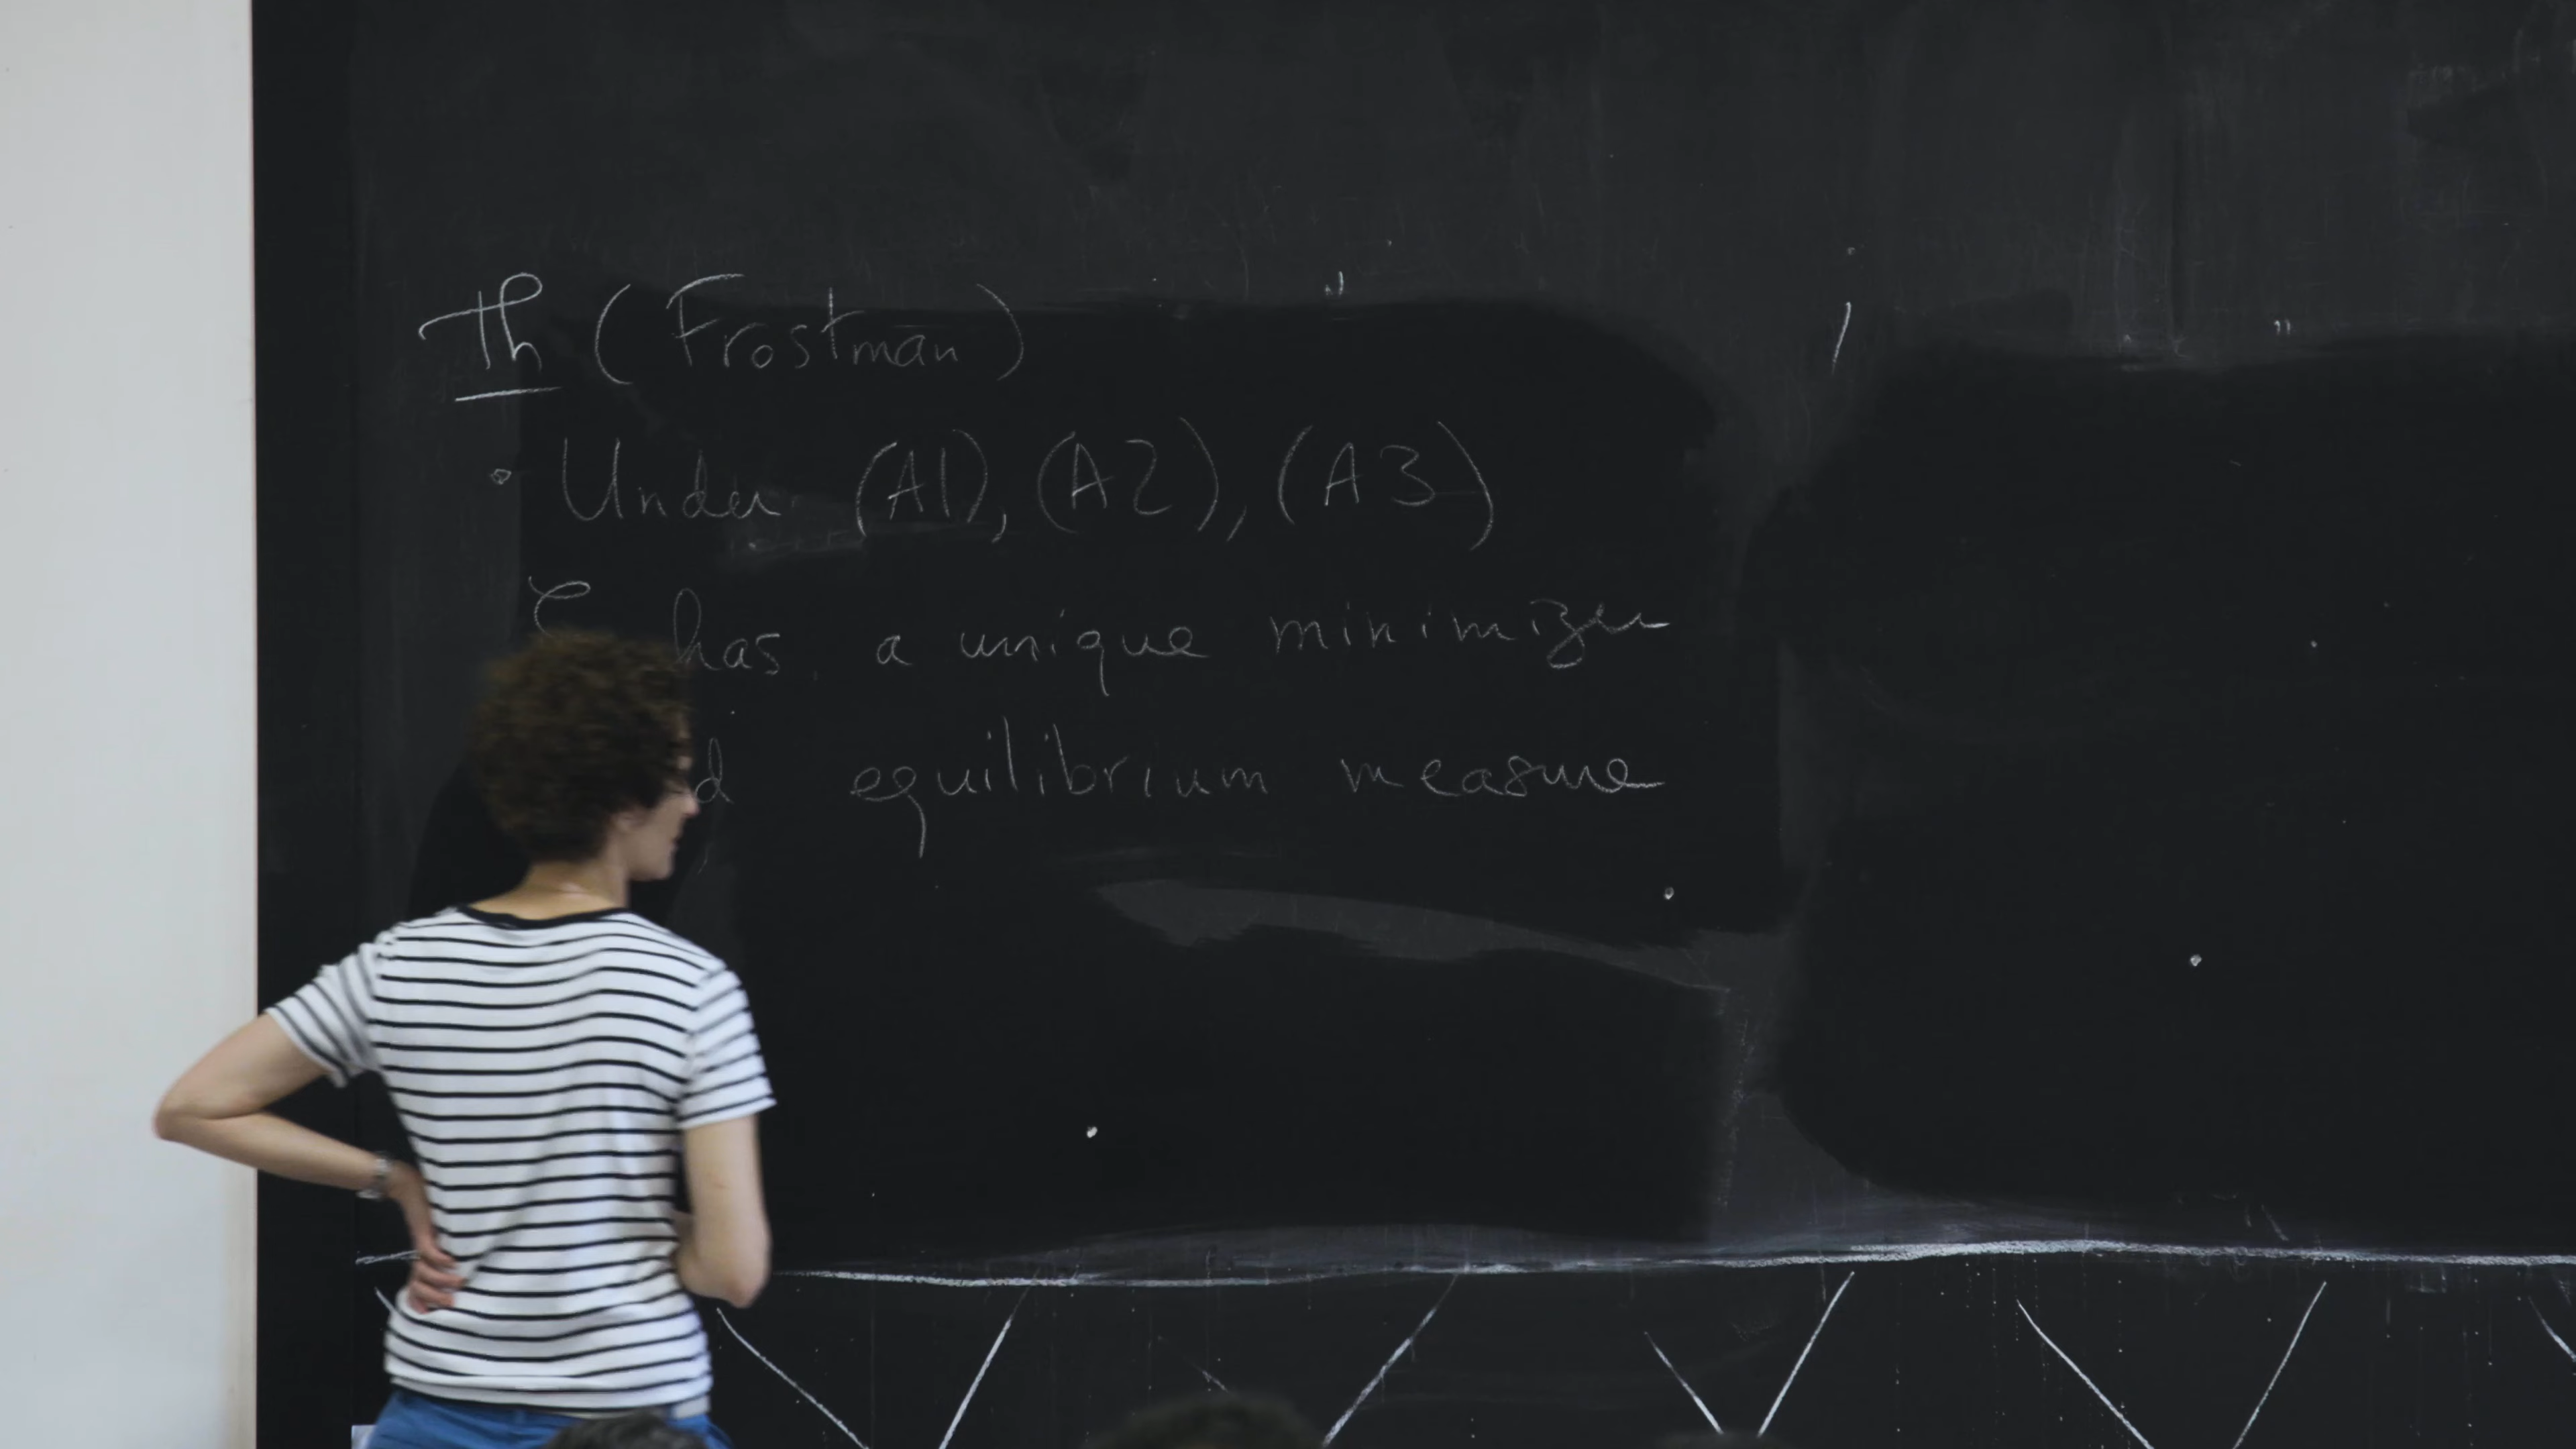 Th (Frostman)
• Under (A1), (A2), (A3)
has a unique minimizer
equilibrium measure